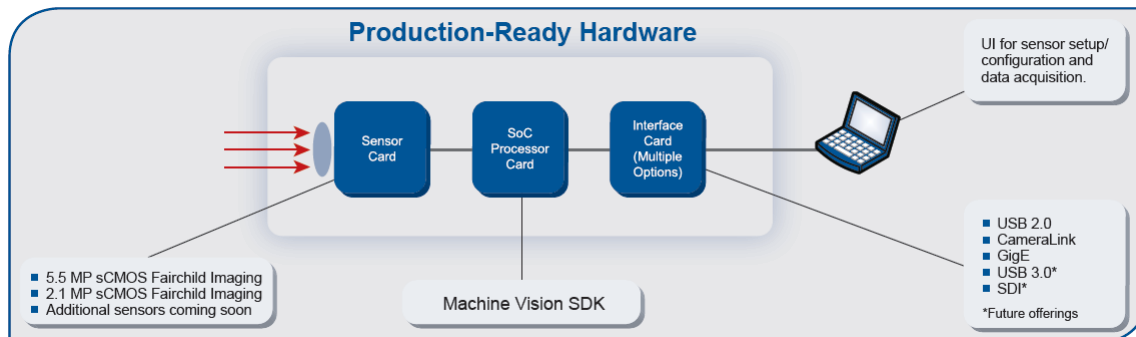 Production-Ready Hardware
UI for sensor setup/
configuration and
data acquisition.
Sensor
Card
SoC
Processor
Card
Interface
Card
(Multiple
Options)
■ 5.5 MP sCMOS Fairchild Imaging
■ 2.1 MP sCMOS Fairchild Imaging
■ Additional sensors coming soon
Machine Vision SDK
■ USB 2.0
■ CameraLink
■ GigE
■ USB 3.0*
■ SDI*
*Future offerings